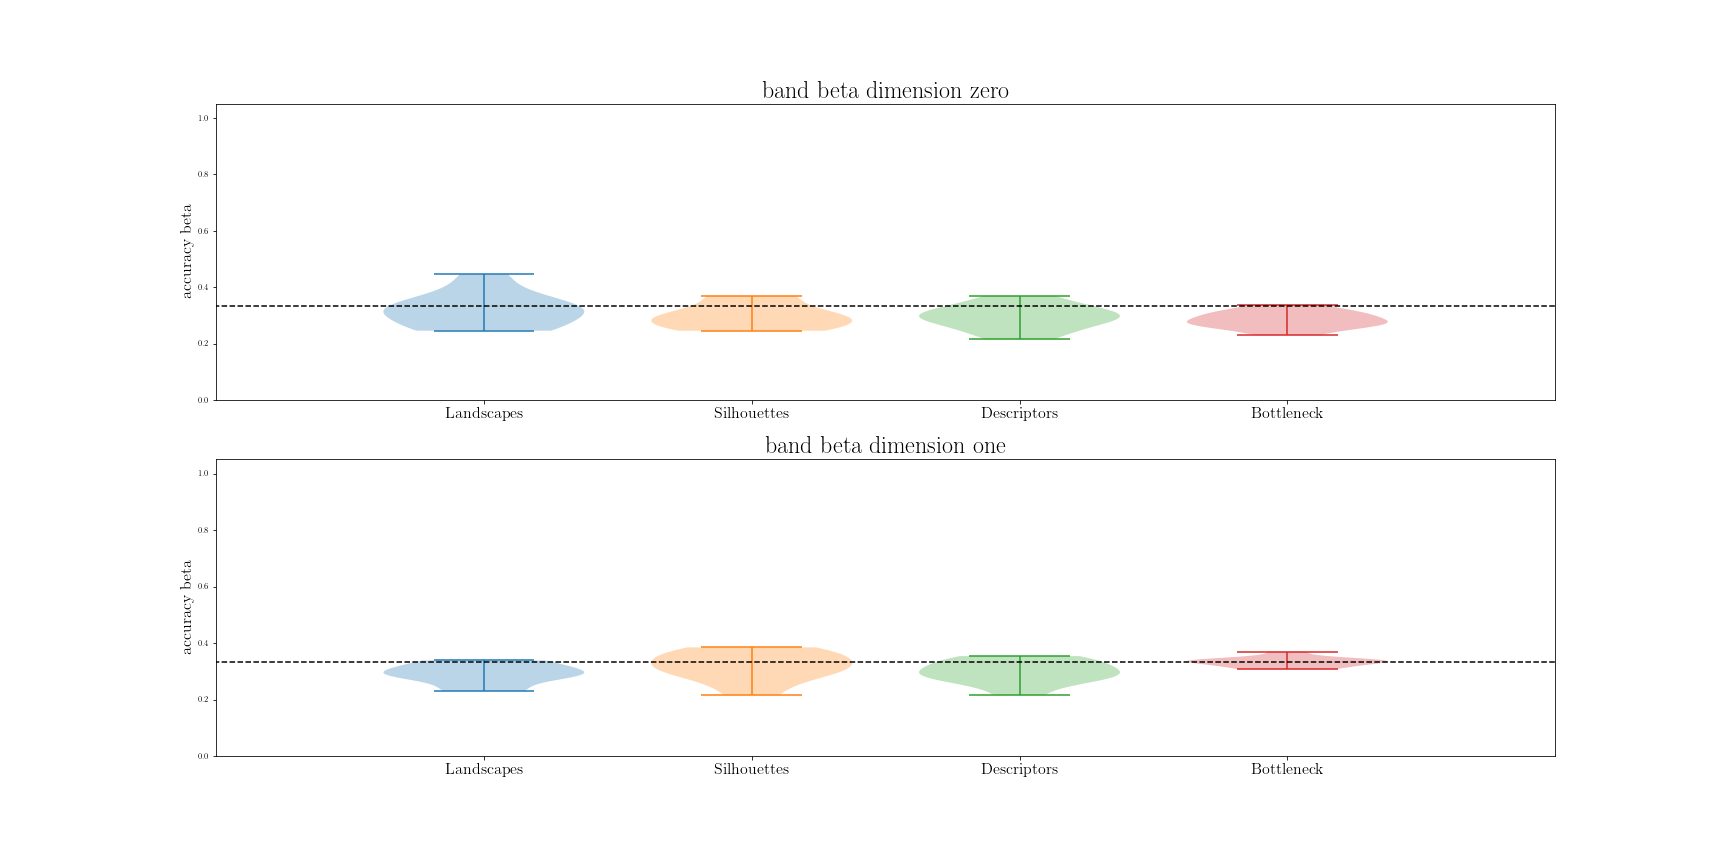 band beta dimension zero
1.0
0.8
0.6
0.4
0.2
0.0
accuracy beta
Landscapes Silhouettes Descriptors Bottleneck
band beta dimension one
1.0
0.8
0.6
0.4
0.2
0.0
accuracy beta
Landscapes Silhouettes Descriptors Bottleneck